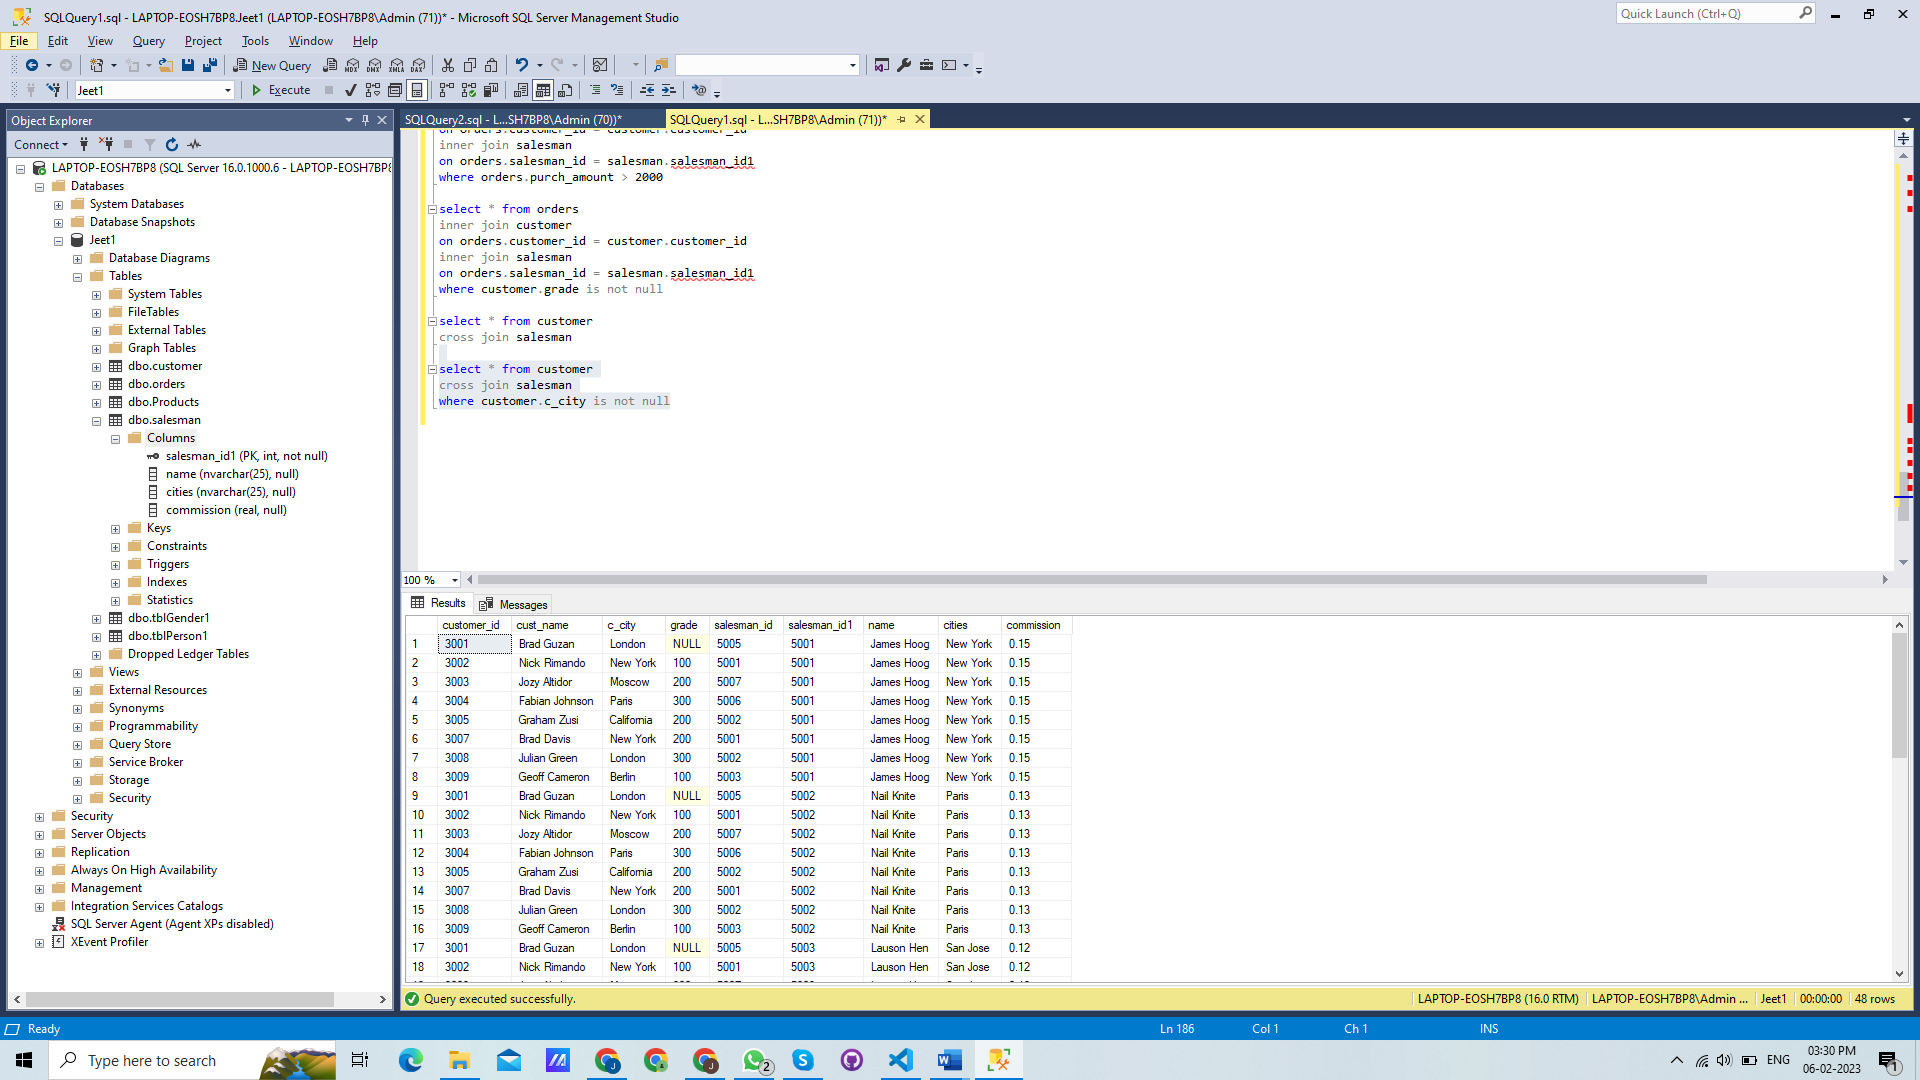 SQLQuery1.sql - LAPTOP-EOSH7BP8.Jeet1 (LAPTOP-EOSH7BP8\Admin (71))* - Microsoft SQL Server Management Studio
Quick Launch (Ctrl+Q)
File Edit View Query Project Tools Window Help
New Query
MDX DMX XMLA DAX
Jeet1
Execute
Object Explorer
Connect
LAPTOP-EOSH7BP8 (SQL Server 16.0.1000.6 - LAPTOP-EOSH7BP8
Databases
System Databases
Database Snapshots
Jeet1
Database Diagrams
Tables
System Tables
FileTables
External Tables
Graph Tables
dbo.customer
dbo.orders
dbo.Products
dbo.salesman
Columns
salesman_id1 (PK, int, not null)
name (nvarchar(25), null)
cities (nvarchar(25), null)
commission (real, null)
Keys
Constraints
Triggers
Indexes
Statistics
dbo.tblGender1
dbo.tblPerson1
Dropped Ledger Tables
Views
External Resources
Synonyms
Programmability
Query Store
Service Broker
Storage
Security
Security
Server Objects
Replication
Always On High Availability
Management
Integration Services Catalogs
SQL Server Agent (Agent XPs disabled)
XEvent Profiler
SQLQuery2.sql - L...SH7BP8\Admin (70))*
SQLQuery1.sql - L...SH7BP8\Admin (71))*
on orders.customer_id = customer.customer_id
inner join salesman
on orders.salesman_id = salesman.salesman_id1
where orders.purch_amount > 2000
select * from orders
inner join customer
on orders.customer_id = customer.customer_id
inner join salesman
on orders.salesman_id = salesman.salesman_id1
where customer.grade is not null
select * from customer
cross join salesman
select * from customer
cross join salesman
where customer.c_city is not null
100 %
Results Messages
customer_id cust_name c_city grade salesman_id salesman_id1 name cities commission
1 3001 Brad Guzan London NULL 5005 5001 James Hoog New York 0.15
2 3002 Nick Rimando New York 100 5001 5001 James Hoog New York 0.15
3 3003 Jozy Altidor Moscow 200 5007 5001 James Hoog New York 0.15
4 3004 Fabian Johnson Paris 300 5006 5001 James Hoog New York 0.15
5 3005 Graham Zusi California 200 5002 5001 James Hoog New York 0.15
6 3007 Brad Davis New York 200 5001 5001 James Hoog New York 0.15
7 3008 Julian Green London 300 5002 5001 James Hoog New York 0.15
8 3009 Geoff Cameron Berlin 100 5003 5001 James Hoog New York 0.15
9 3001 Brad Guzan London NULL 5005 5002 Nail Knite Paris 0.13
10 3002 Nick Rimando New York 100 5001 5002 Nail Knite Paris 0.13
11 3003 Jozy Altidor Moscow 200 5007 5002 Nail Knite Paris 0.13
12 3004 Fabian Johnson Paris 300 5006 5002 Nail Knite Paris 0.13
13 3005 Graham Zusi California 200 5002 5002 Nail Knite Paris 0.13
14 3007 Brad Davis New York 200 5001 5002 Nail Knite Paris 0.13
15 3008 Julian Green London 300 5002 5002 Nail Knite Paris 0.13
16 3009 Geoff Cameron Berlin 100 5003 5002 Nail Knite Paris 0.13
17 3001 Brad Guzan London NULL 5005 5003 Lauson Hen San Jose 0.12
18 3002 Nick Rimando New York 100 5001 5003 Lauson Hen San Jose 0.12
Query executed successfully.
LAPTOP-EOSH7BP8 (16.0 RTM) LAPTOP-EOSH7BP8\Admin ... Jeet1 00:00:00 48 rows
Ready
Ln 186 Col 1 Ch 1 INS
Type here to search
2
ENG
03:30 PM
06-02-2023
1